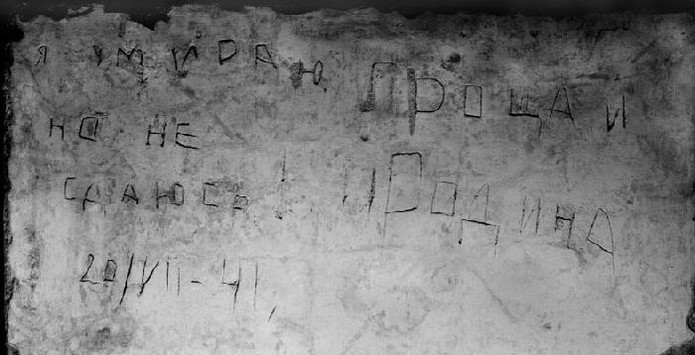 Я УМИРАЮ, НО НЕ СДАЮСЬ! ПРОЩАЙ РОДИНА
20/VII-41,